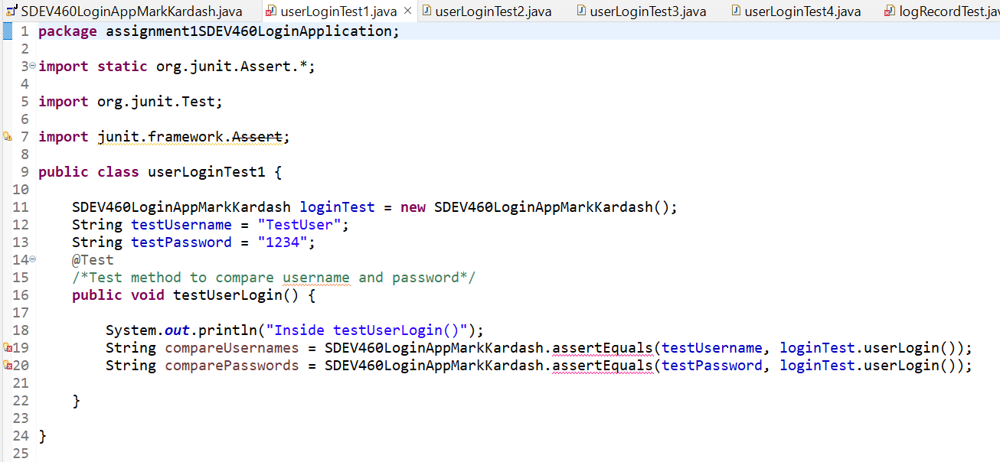 SDEV460LoginAppMarkKardash.java userLoginTest1.java userLoginTest2.java userLoginTest3.java userLoginTest4.java logRecordTest.jav
1 package assignment1SDEV460LoginApplication;
2
3 import static org.junit.Assert.*;
4
5 import org.junit.Test;
6
7 import junit.framework.Assert;
8
9 public class userLoginTest1 {
10
11 SDEV460LoginAppMarkKardash loginTest = new SDEV460LoginAppMarkKardash();
12 String testUsername = "TestUser";
13 String testPassword = "1234";
14 @Test
15 /*Test method to compare username and password*/
16 public void testUserLogin() {
17
18 System.out.println("Inside testUserLogin()");
19 String compareUsernames = SDEV460LoginAppMarkKardash.assertEquals(testUsername, loginTest.userLogin());
20 String comparePasswords = SDEV460LoginAppMarkKardash.assertEquals(testPassword, loginTest.userLogin());
21
22 }
23
24 }
25